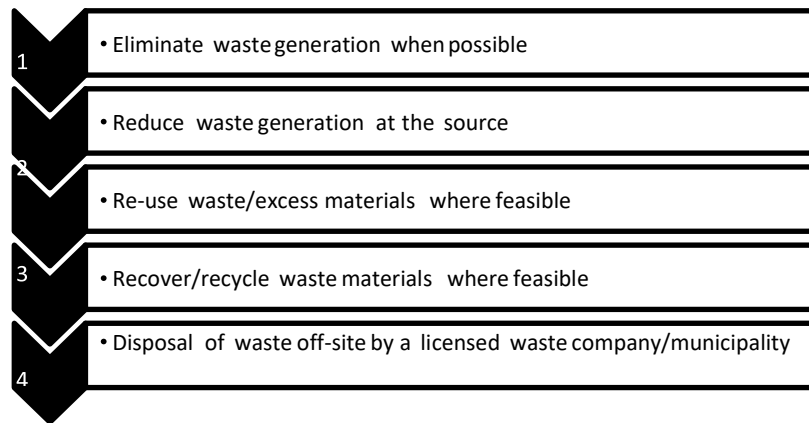 1
• Eliminate waste generation when possible
2
• Reduce waste generation at the source
• Re-use waste/excess materials where feasible
3
• Recover/recycle waste materials where feasible
4
• Disposal of waste off-site by a licensed waste company/municipality